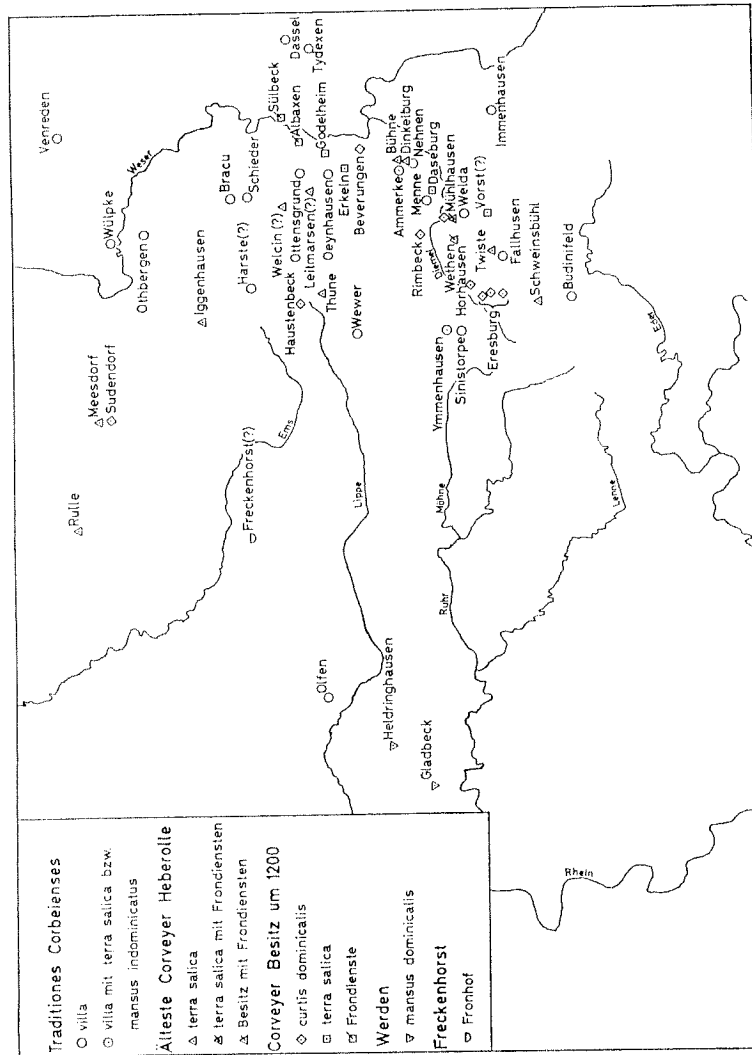 Traditiones Corbeienses
villa
villa mit terra salica bzw.
mansus indominicatus
Älteste Corveyer Heberolle
terra salica
terra salica mit Frondiensten
Besitz mit Frondiensten
Corveyer Besitz um 1200
curtis dominicalis
terra salica
Frondienste
Werden
mansus dominicalis
Freckenhorst
Fronhof
Venreden
Weser
Wülpke
Othbergen
Meesdorf
Sudendorf
Rulle
Iggenhausen
Bracu
Schieder
Harste(?)
Freckenhorst(?)
Ems
Sülbeck
Dassel
Tydexen
Albaxen
Godelheim
Welcin(?)
Ottensgrund
Haustenbeck
Leitmarsen(?)
Thune
Oeynhausen
Erkeln
Beverungen
Wewer
Lippe
Olfen
Heldringhausen
Gladbeck
Bühne
Dinkelburg
Ammerke
Nehnen
Menne
Daseburg
Rimbeck
Diemel
Mühlhausen
Wethen
Welda
Horhausen
Vorst(?)
Immenhausen
Twiste
Fallhusen
Ymmenhausen
Sinistorpe
Eresburg
Schweinsbühl
Budinifeld
Möhne
Ruhr
Lenne
Eder
Rhein